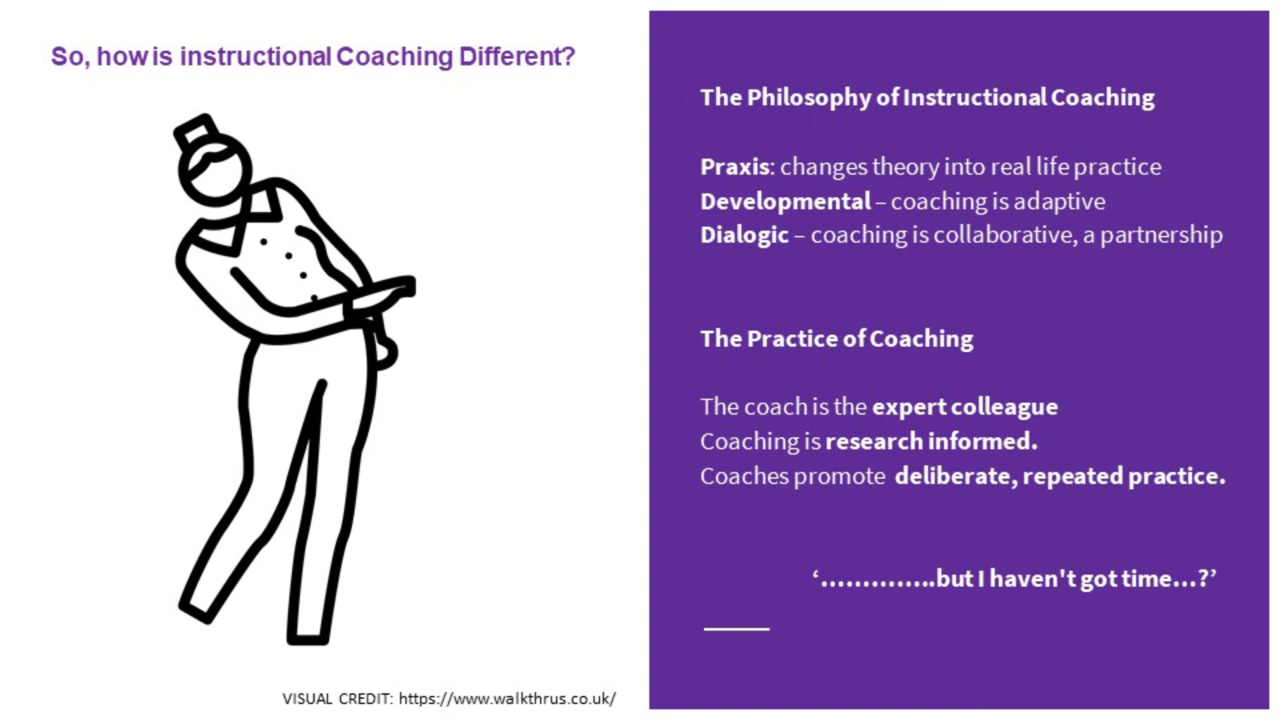 So, how is instructional Coaching Different?
The Philosophy of Instructional Coaching
Praxis: changes theory into real life practice
Developmental – coaching is adaptive
Dialogic – coaching is collaborative, a partnership
The Practice of Coaching
The coach is the expert colleague
Coaching is research informed.
Coaches promote deliberate, repeated practice.
‘…………..but I haven't got time…?’
VISUAL CREDIT: https://www.walkthrus.co.uk/